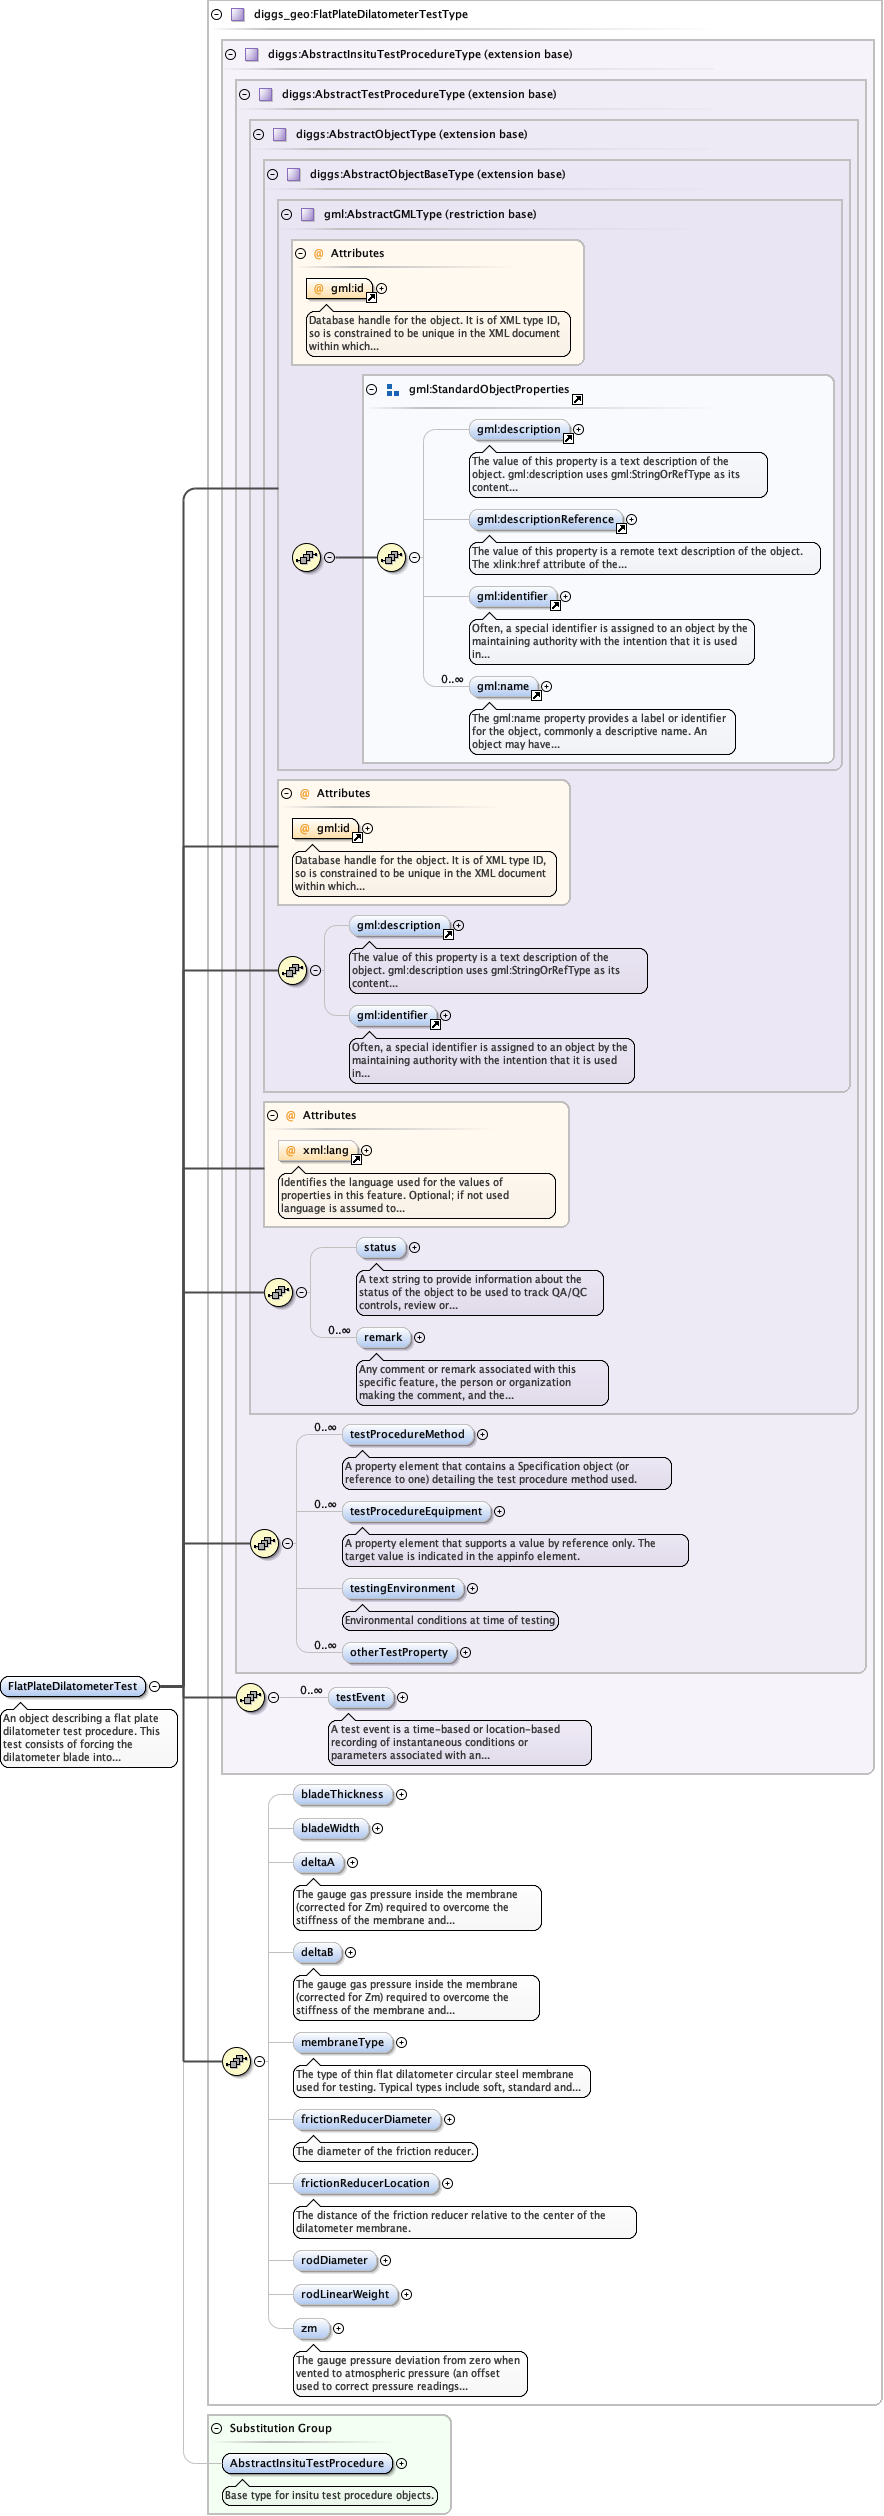 diggs_geo:FlatPlateDilatometerTestType
diggs:AbstractInsituTestProcedureType (extension base)
diggs:AbstractTestProcedureType (extension base)
diggs:AbstractObjectType (extension base)
diggs:AbstractObjectBaseType (extension base)
gml:AbstractGMLType (restriction base)
@ Attributes
@ gml:id
Database handle for the object. It is of XML type ID,
so is constrained to be unique in the XML document
within which...
gml:StandardObjectProperties
gml:description
The value of this property is a text description of the
object. gml:description uses gml:StringOrRefType as its
content...
gml:descriptionReference
The value of this property is a remote text description of the object.
The xlink:href attribute of the...
gml:identifier
Often, a special identifier is assigned to an object by the
maintaining authority with the intention that it is used
in...
0..∞ gml:name
The gml:name property provides a label or identifier
for the object, commonly a descriptive name. An
object may have...
@ Attributes
@ gml:id
Database handle for the object. It is of XML type ID,
so is constrained to be unique in the XML document
within which...
gml:description
The value of this property is a text description of the
object. gml:description uses gml:StringOrRefType as its
content...
gml:identifier
Often, a special identifier is assigned to an object by the
maintaining authority with the intention that it is used
in...
@ Attributes
@ xml:lang
Identifies the language used for the values of
properties in this feature. Optional; if not used
language is assumed to...
status
A text string to provide information about the
status of the object to be used to track QA/QC
controls, review or...
0..∞ remark
Any comment or remark associated with this
specific feature, the person or organization
making the comment, and the...
0..∞ testProcedureMethod
A property element that contains a Specification object (or
reference to one) detailing the test procedure method used.
0..∞ testProcedureEquipment
A property element that supports a value by reference only. The
target value is indicated in the appinfo element.
testingEnvironment
Environmental conditions at time of testing
0..∞ otherTestProperty
FlatPlateDilatometerTest
An object describing a flat plate
dilatometer test procedure. This
test consists of forcing the
dilatometer blade into...
0..∞ testEvent
A test event is a time-based or location-based
recording of instantaneous conditions or
parameters associated with an...
bladeThickness
bladeWidth
deltaA
The gauge gas pressure inside the membrane
(corrected for Zm) required to overcome the
stiffness of the membrane and...
deltaB
The gauge gas pressure inside the membrane
(corrected for Zm) required to overcome the
stiffness of the membrane and...
membraneType
The type of thin flat dilatometer circular steel membrane
used for testing. Typical types include soft, standard and...
frictionReducerDiameter
The diameter of the friction reducer.
frictionReducerLocation
The distance of the friction reducer relative to the center of the
dilatometer membrane.
rodDiameter
rodLinearWeight
zm
The gauge pressure deviation from zero when
vented to atmospheric pressure (an offset
used to correct pressure readings...
Substitution Group
AbstractInsituTestProcedure
Base type for insitu test procedure objects.